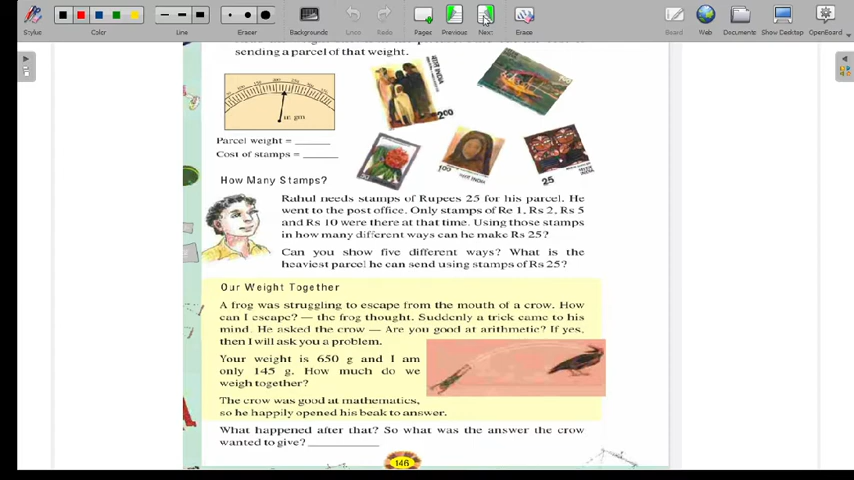 Stylus
Color
Eraser
Backgrounds
Undo
Redo
Pages
Previous
Next
Erase
Board
Web
Documents
Show Desktop
OpenBoard
sending a parcel of that weight.
in gm
2.00
Parcel weight =
Cost of stamps =
100
25
How Many Stamps?
Rahul needs stamps of Rupees 25 for his parcel. He
went to the post office. Only stamps of Re 1, Rs 2, Rs 5
and Rs 10 were there at that time. Using those stamps
in how many different ways can he make Rs 25?
Can you show five different ways? What is the
heaviest parcel he can send using stamps of Rs 25?
Our Weight Together
A frog was struggling to escape from the mouth of a crow. How
can I escape? — the frog thought. Suddenly a trick came to his
mind. He asked the crow — Are you good at arithmetic? If yes,
then I will ask you a problem.
Your weight is 650 g and I am
only 145 g. How much do we
weigh together?
The crow was good at mathematics,
so he happily opened his beak to answer.
What happened after that? So what was the answer the crow
wanted to give?
146